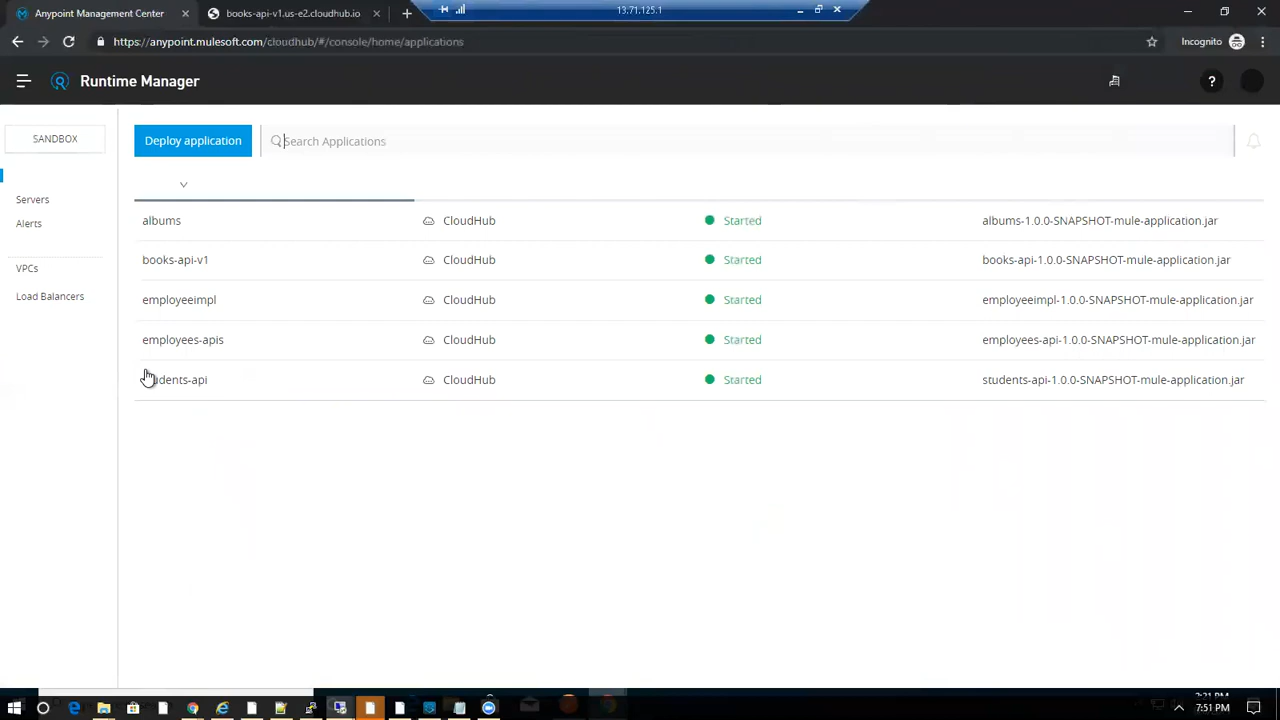 Anypoint Management Center
books-api-v1.us-e2.cloudhub.io
13.71.125.1
https://anypoint.mulesoft.com/cloudhub/#/console/home/applications
Incognito
Runtime Manager
?
SANDBOX
Deploy application
Search Applications
Servers
Alerts
VPCs
Load Balancers
albums CloudHub Started albums-1.0.0-SNAPSHOT-mule-application.jar
books-api-v1 CloudHub Started books-api-1.0.0-SNAPSHOT-mule-application.jar
employeeimpl CloudHub Started employeeimpl-1.0.0-SNAPSHOT-mule-application.jar
employees-apis CloudHub Started employees-api-1.0.0-SNAPSHOT-mule-application.jar
students-api CloudHub Started students-api-1.0.0-SNAPSHOT-mule-application.jar
7:51 PM